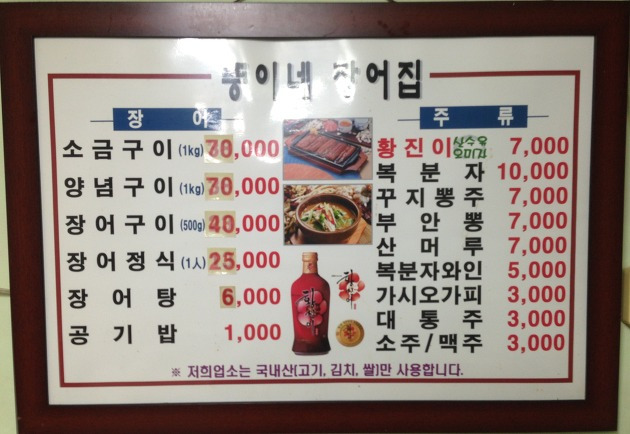 뽕이네 장어집
장어
소금구이 (1kg) 70,000
양념구이 (1kg) 70,000
장어구이 (500g) 40,000
장어정식 (1人) 25,000
장어탕 6,000
공기밥 1,000
주류
황진이 7,000
복분자 10,000
꾸지뽕주 7,000
부안뽕 7,000
산머루 7,000
복분자와인 5,000
가시오가피 3,000
대통주 3,000
소주/맥주 3,000
※ 저희업소는 국내산(고기, 김치, 쌀)만 사용합니다.